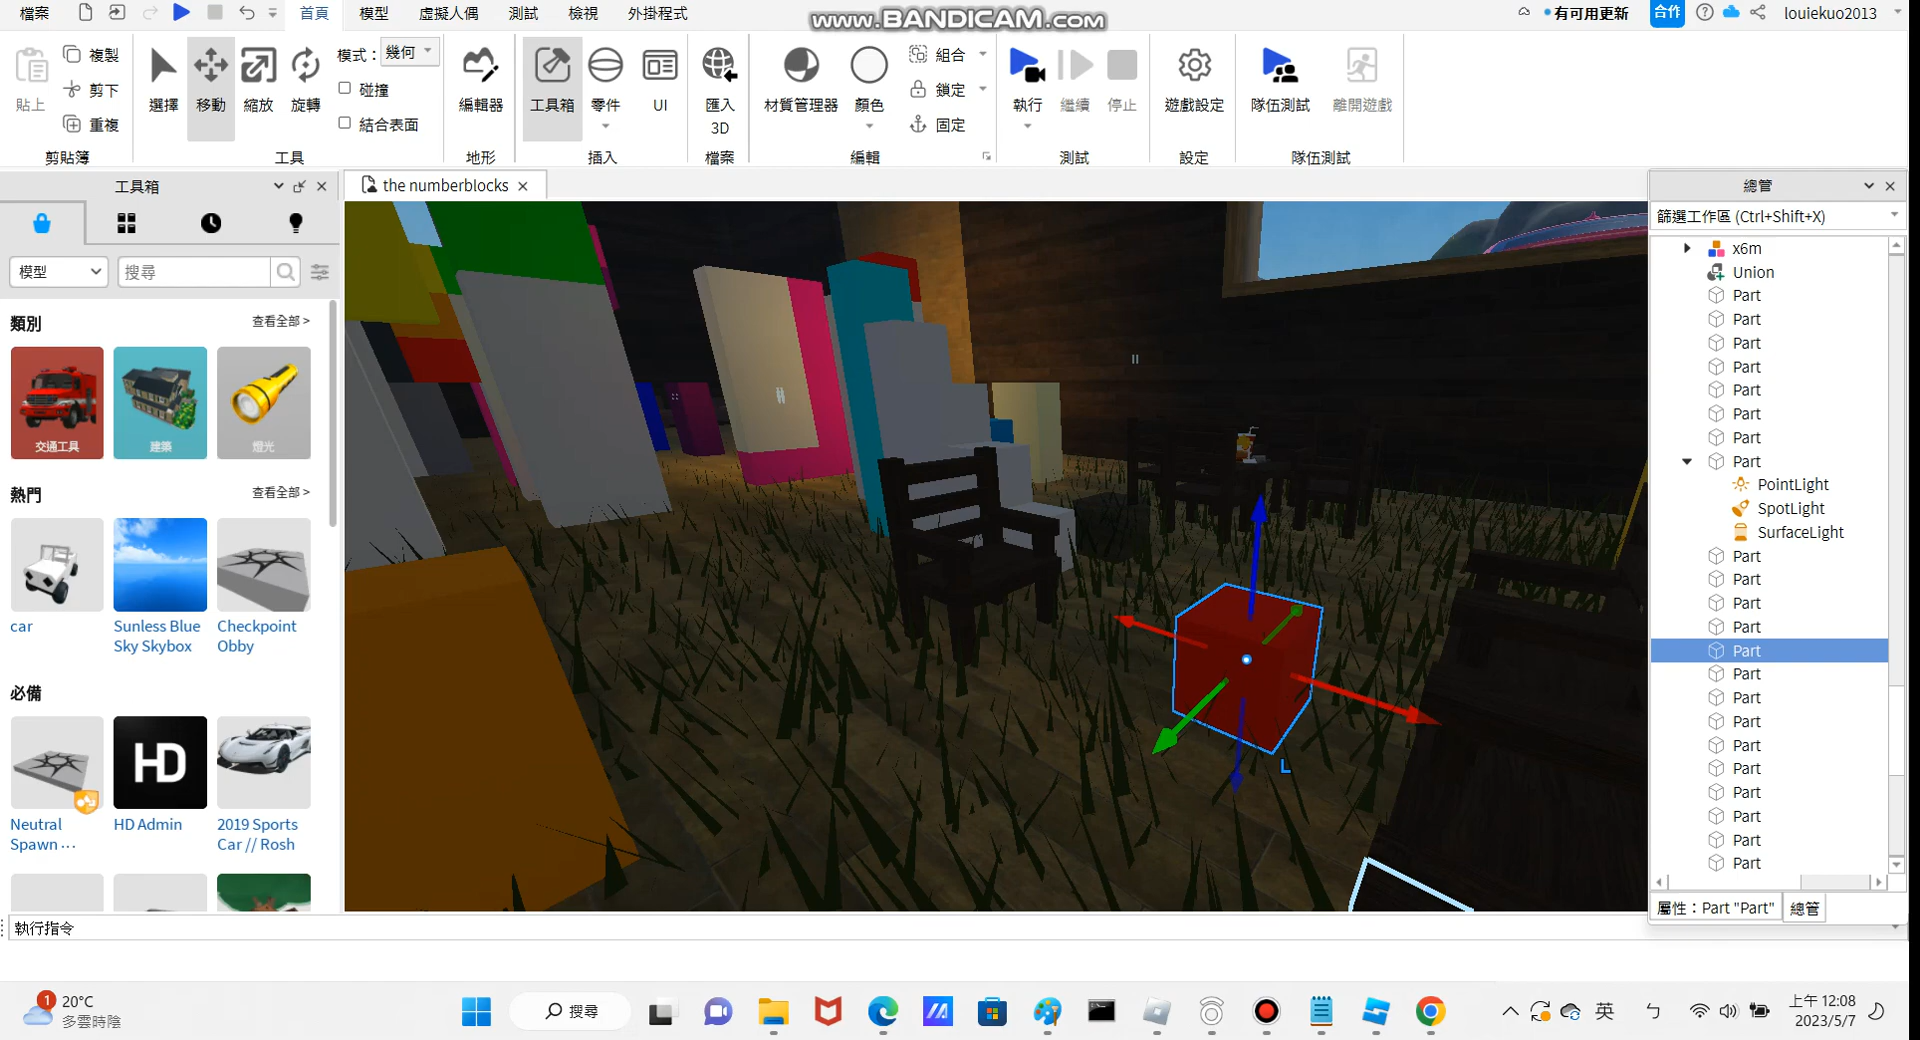 檔案
首頁
模型
虛擬人偶
測試
檢視
外掛程式
www.BANDICAM.com
有可用更新
合作
louiekuo2013
貼上
複製
剪下
重複
剪貼簿
選擇
移動
縮放
旋轉
模式：
幾何
碰撞
結合表面
工具
編輯器
地形
工具箱
零件
UI
插入
匯入
3D
檔案
材質管理器
顏色
組合
鎖定
固定
編輯
執行
繼續
停止
測試
遊戲設定
設定
隊伍測試
離開遊戲
隊伍測試
工具箱
the numberblocks
模型
搜尋
類別
查看全部 >
交通工具
建築
燈光
熱門
查看全部 >
car
Sunless Blue
Sky Skybox
Checkpoint
Obby
必備
HD
Neutral
Spawn ...
HD Admin
2019 Sports
Car // Rosh
L
總管
篩選工作區 (Ctrl+Shift+X)
x6m
Union
Part
Part
Part
Part
Part
Part
Part
Part
PointLight
SpotLight
SurfaceLight
Part
Part
Part
Part
Part
Part
Part
Part
Part
Part
Part
Part
Part
Part
屬性：Part "Part"
總管
執行指令
1
20°C
多雲時陰
搜尋
英
ㄅ
上午 12:08
2023/5/7